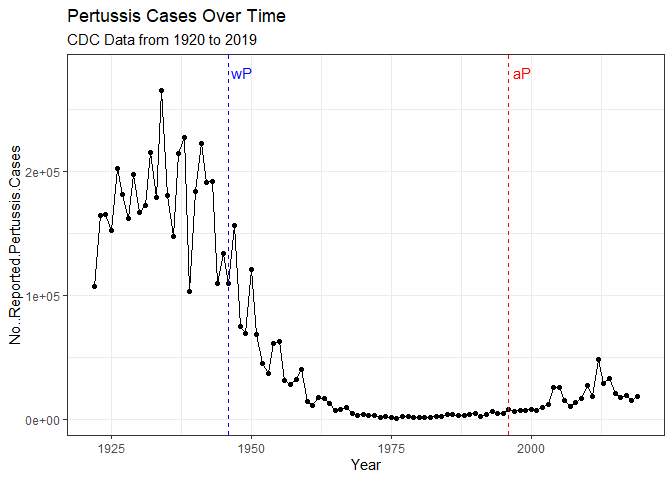 Pertussis Cases Over Time
CDC Data from 1920 to 2019
wP
aP
2e+05
1e+05
0e+00
No..Reported.Pertussis.Cases
1925
1950
1975
2000
Year